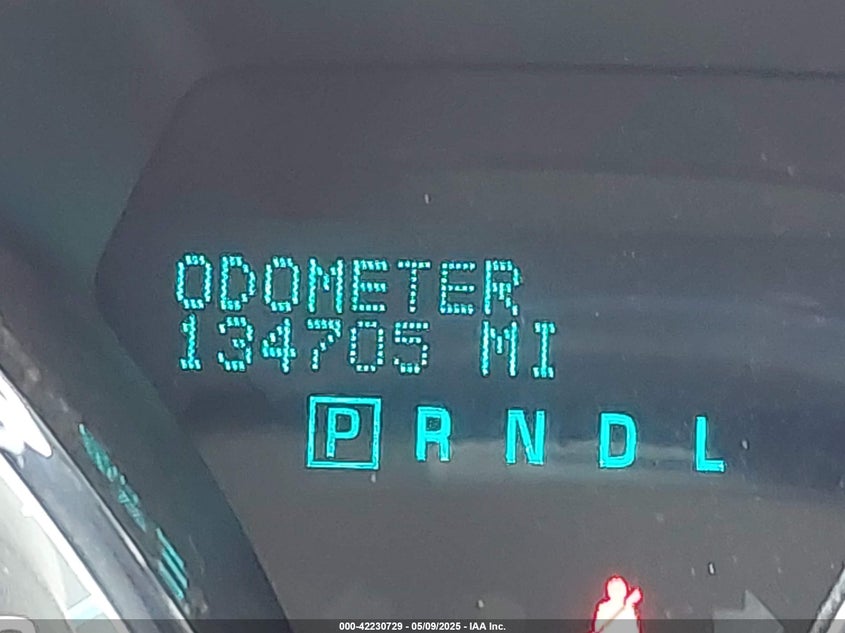 ODOMETER
134705 MI
P R N D L
000-42230729 - 05/09/2025 - IAA Inc.